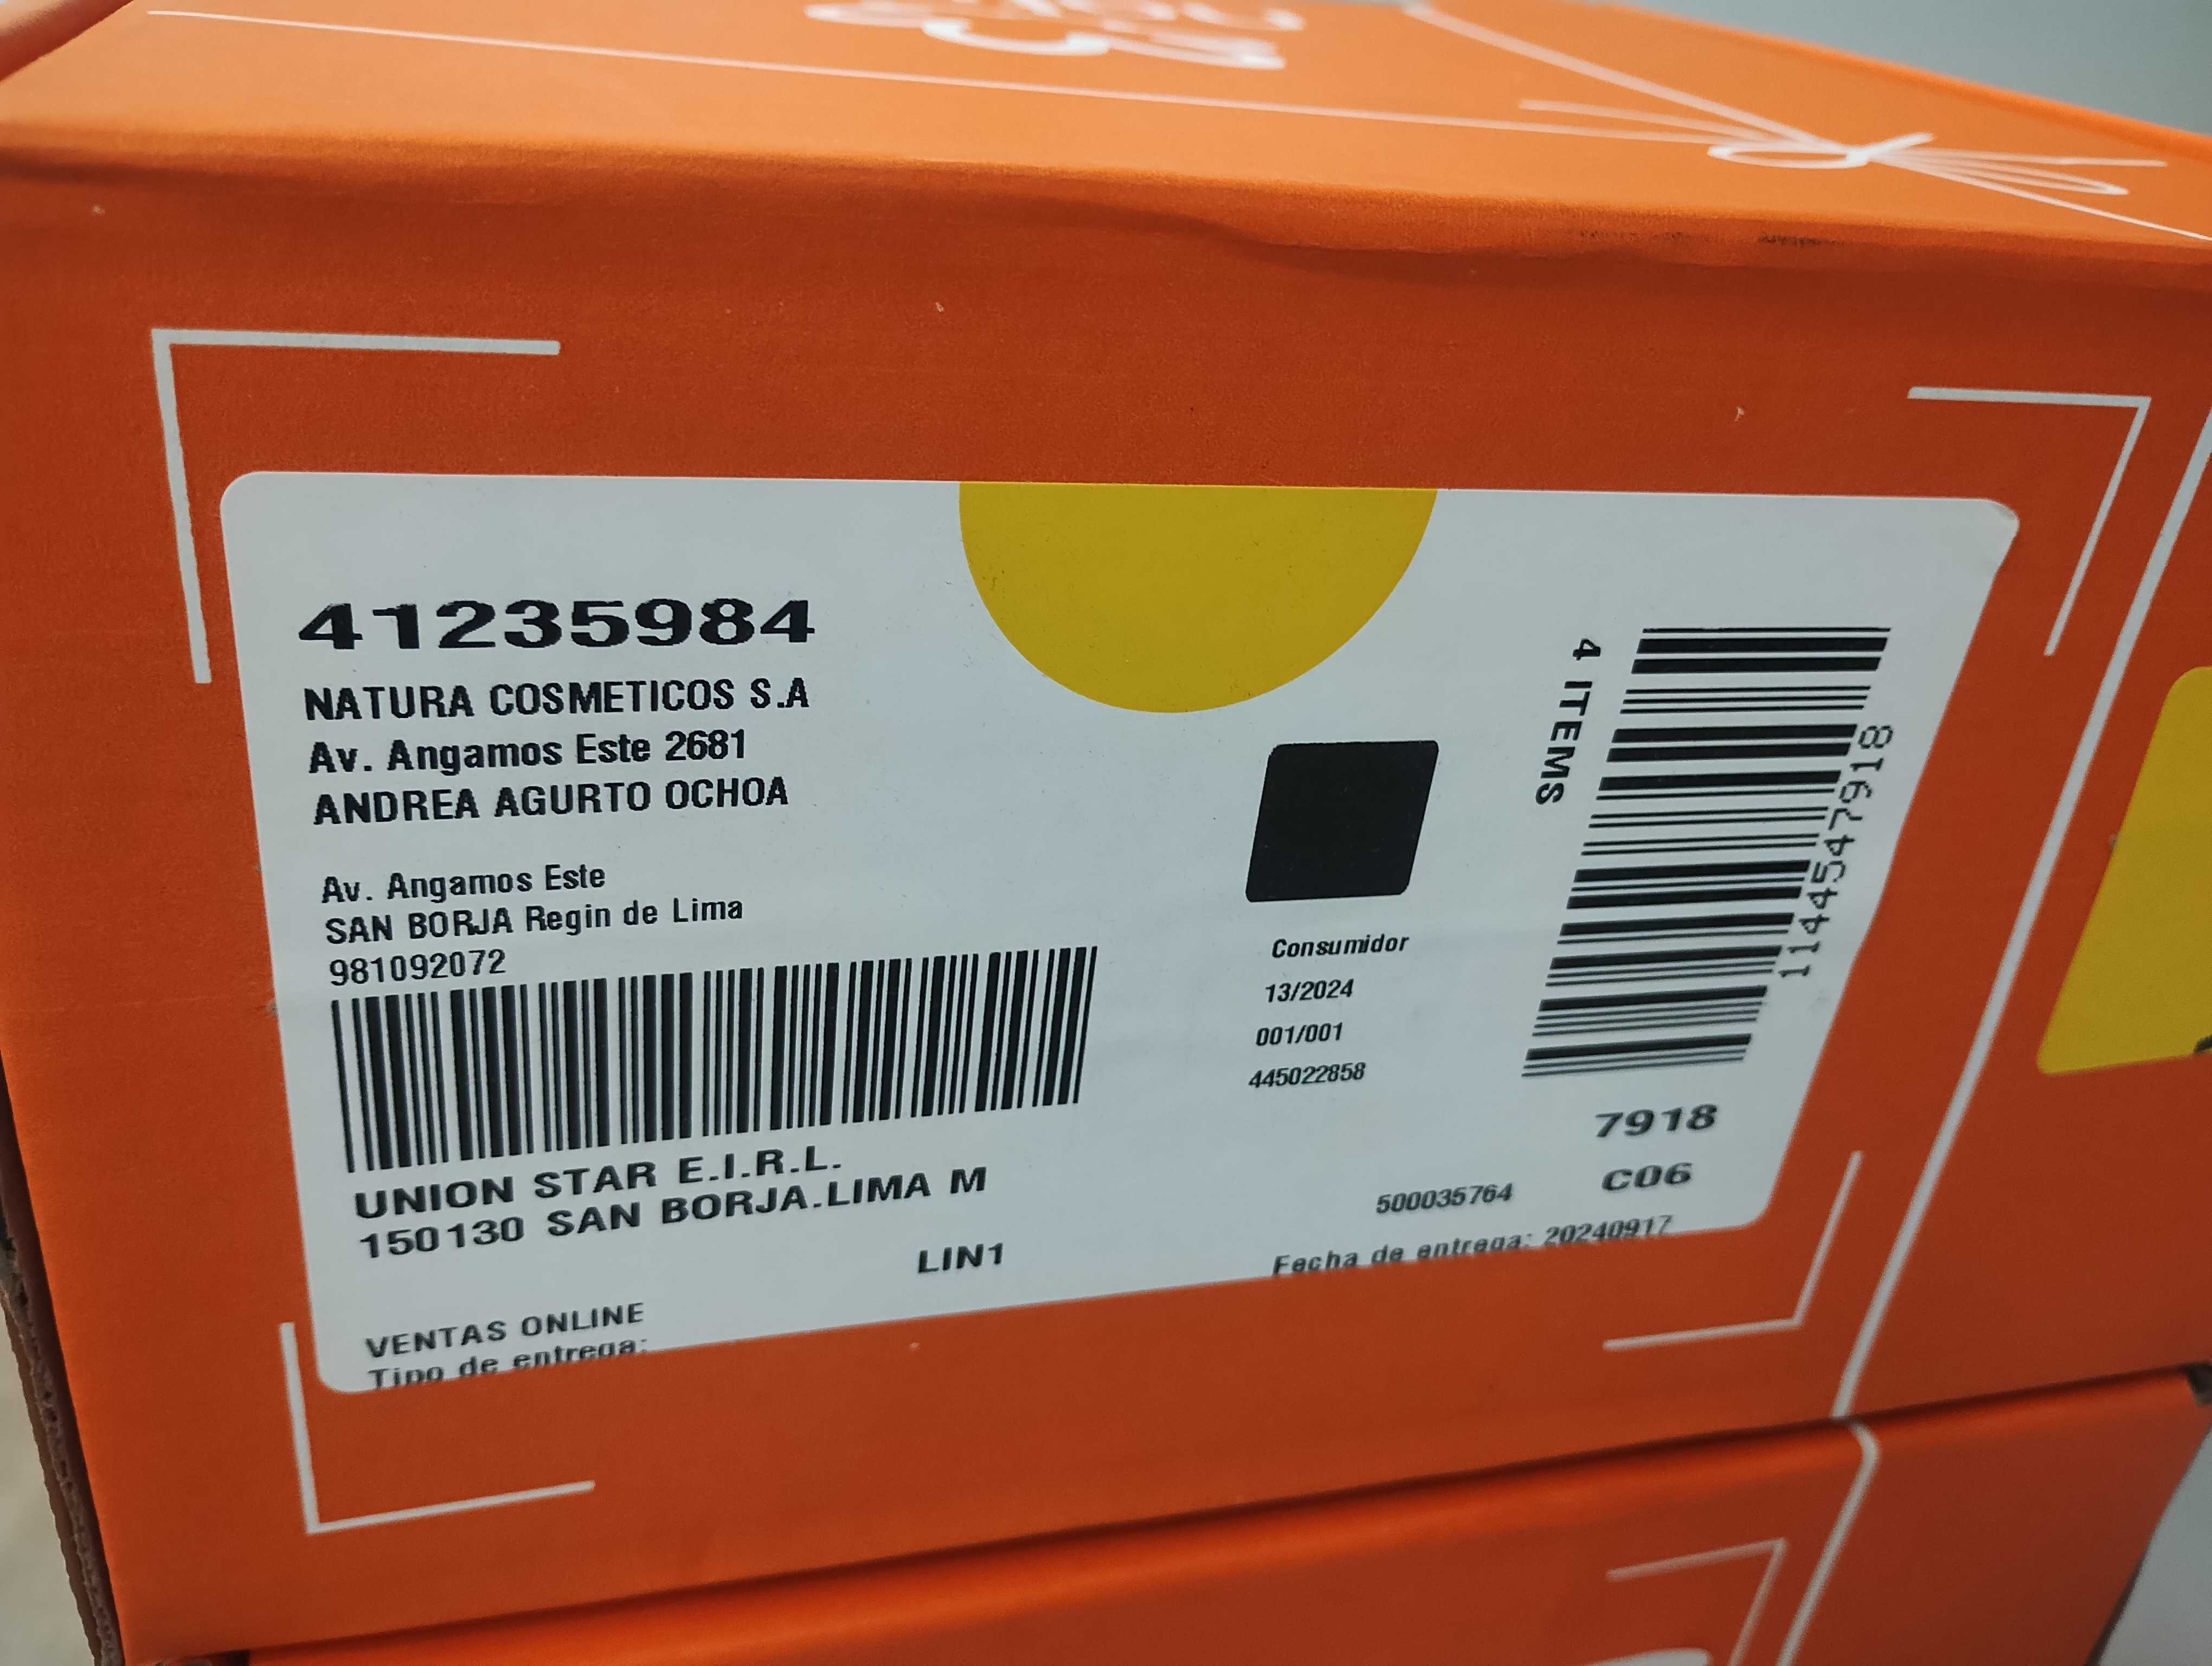 41235984
NATURA COSMETICOS S.A
Av. Angamos Este 2681
ANDREA AGURTO OCHOA
Av. Angamos Este
SAN BORJA Regin de Lima
981092072
UNION STAR E.I.R.L.
150130 SAN BORJA.LIMA M
LIN1
VENTAS ONLINE
Tipo de entrega:
4 ITEMS
114454 7918
Consumidor
13/2024
001/001
445022858
7918
C06
500035764
Fecha de entrega: 20240917